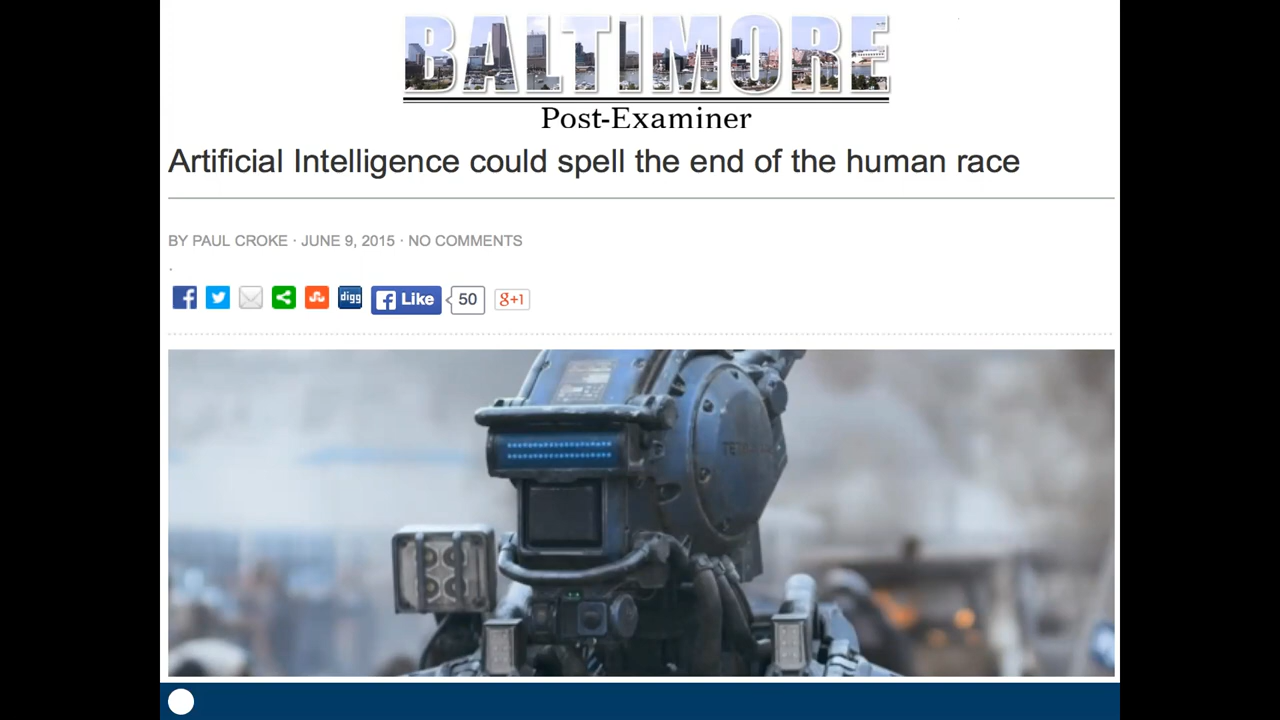 BALTIMORE
Post-Examiner
Artificial Intelligence could spell the end of the human race
BY PAUL CROKE · JUNE 9, 2015 · NO COMMENTS
.
digg Like 50 g+1